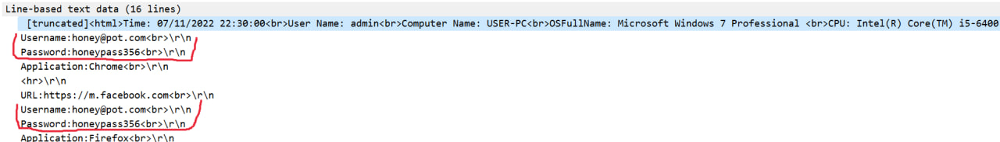 Line-based text data (16 lines)
[truncated]<html>Time: 07/11/2022 22:30:00<br>User Name: admin<br>Computer Name: USER-PC<br>OSFullName: Microsoft Windows 7 Professional <br>CPU: Intel(R) Core(TM) i5-6400
Username:honey@pot.com<br>\r\n
Password:honeypass356<br>\r\n
Application:Chrome<br>\r\n
<hr>\r\n
URL:https://m.facebook.com<br>\r\n
Username:honey@pot.com<br>\r\n
Password:honeypass356<br>\r\n
Application:Firefox<br>\r\n